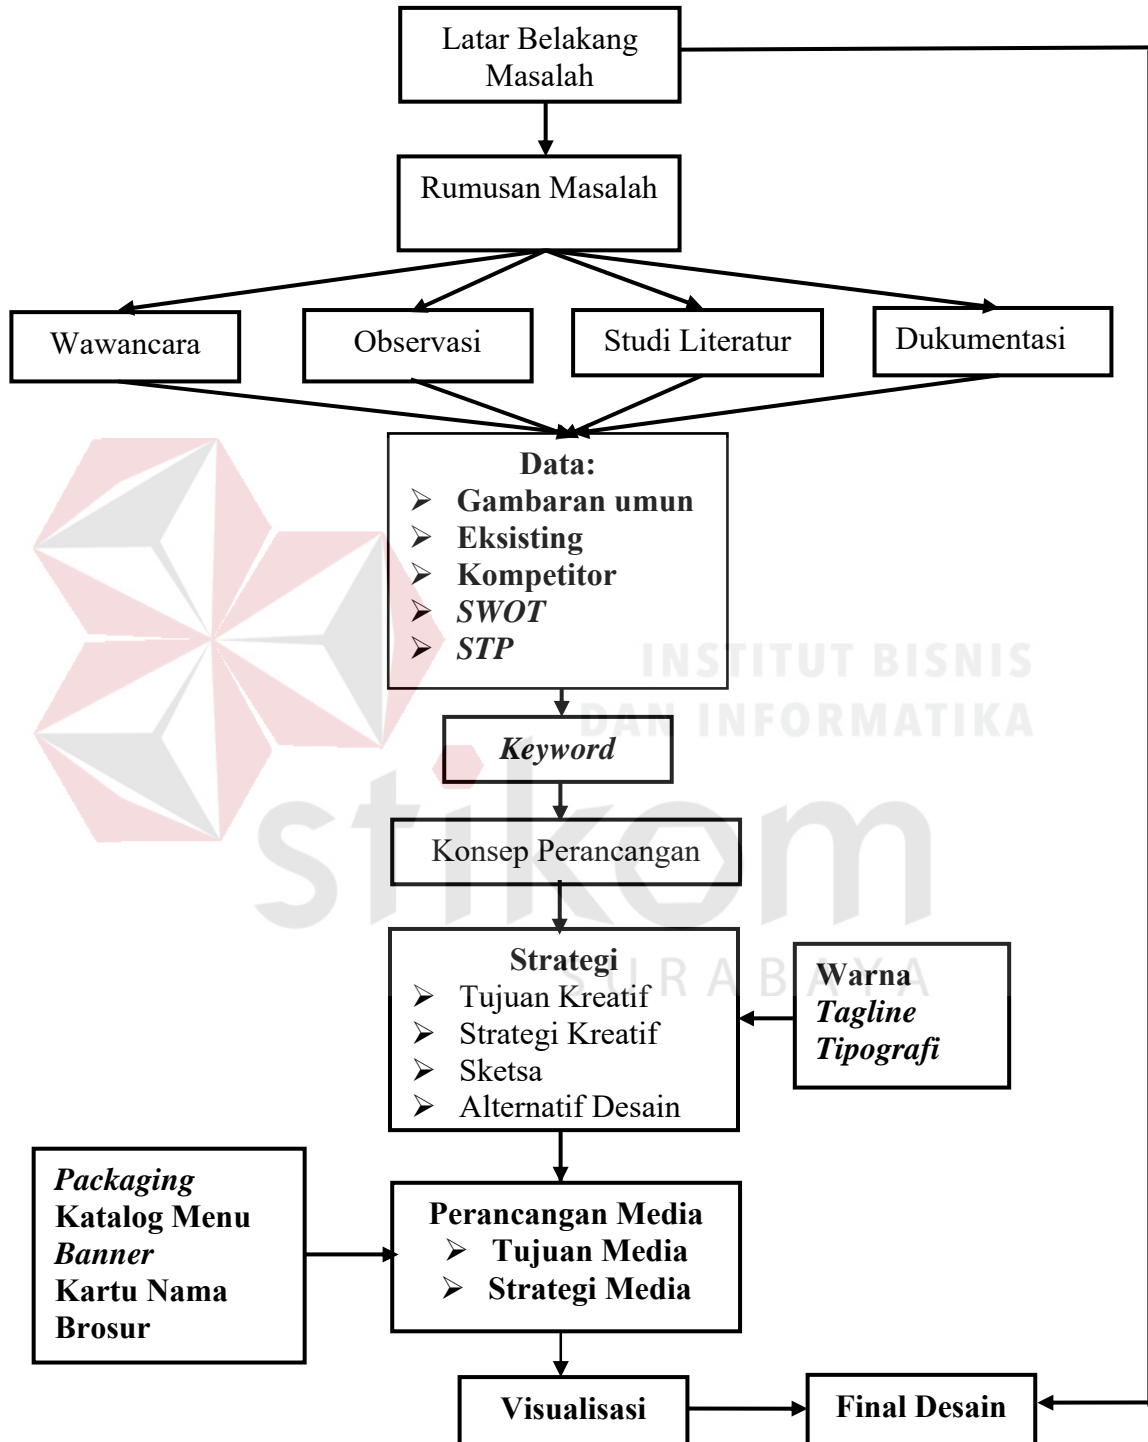 Latar Belakang
Masalah
Rumusan Masalah
Wawancara
Observasi
Studi Literatur
Dukumentasi
Data:
➢ Gambaran umun
➢ Eksisting
➢ Kompetitor
➢ SWOT
➢ STP
INSTITUT BISNIS
DAN INFORMATIKA
stikom
SURABAYA
Keyword
Konsep Perancangan
Strategi
➢ Tujuan Kreatif
➢ Strategi Kreatif
➢ Sketsa
➢ Alternatif Desain
Warna
Tagline
Tipografi
Packaging
Katalog Menu
Banner
Kartu Nama
Brosur
Perancangan Media
➢ Tujuan Media
➢ Strategi Media
Visualisasi
Final Desain